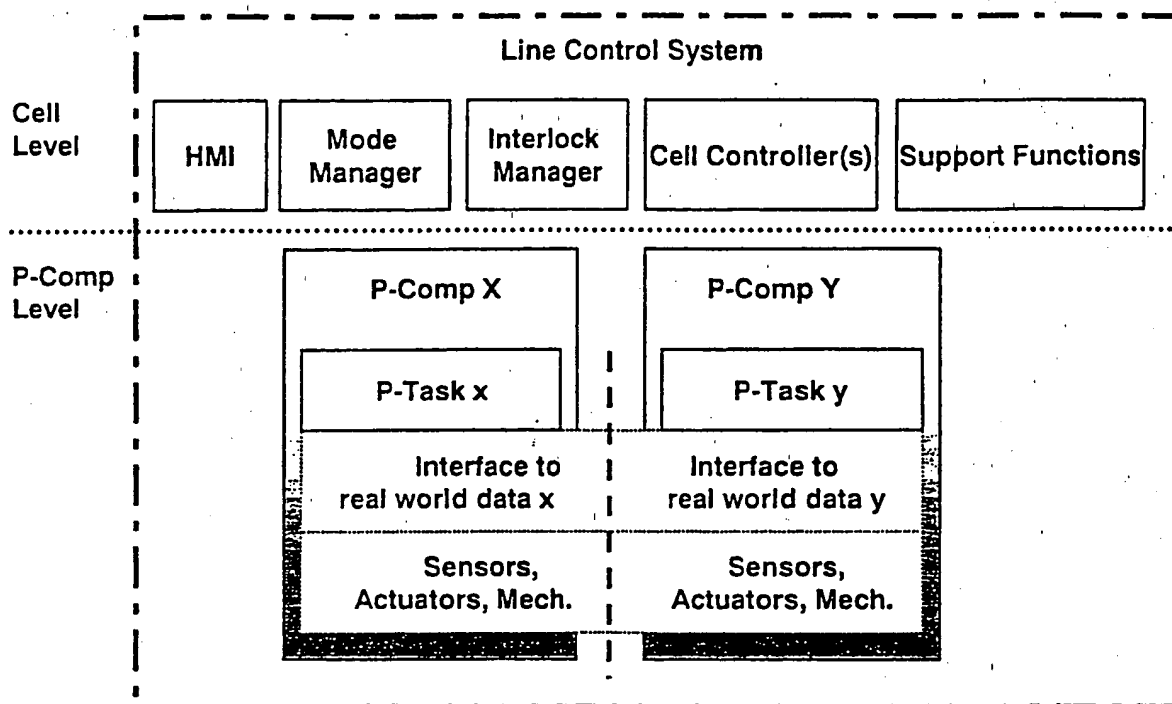 Line Control System
Cell
Level
HMI
Mode
Manager
Interlock
Manager
Cell Controller(s)
Support Functions
P-Comp
Level
P-Comp X
P-Comp Y
P-Task x
P-Task y
Interface to
real world data x
Interface to
real world data y
Sensors,
Actuators, Mech.
Sensors,
Actuators, Mech.